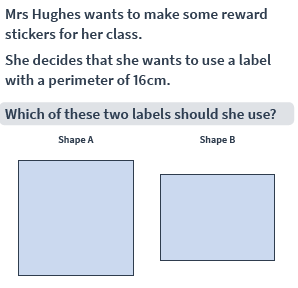 Mrs Hughes wants to make some reward
stickers for her class.
She decides that she wants to use a label
with a perimeter of 16cm.
Which of these two labels should she use?
Shape A
Shape B